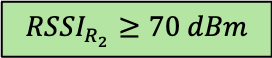 RSSI_{R_2} ≥ 70 dBm